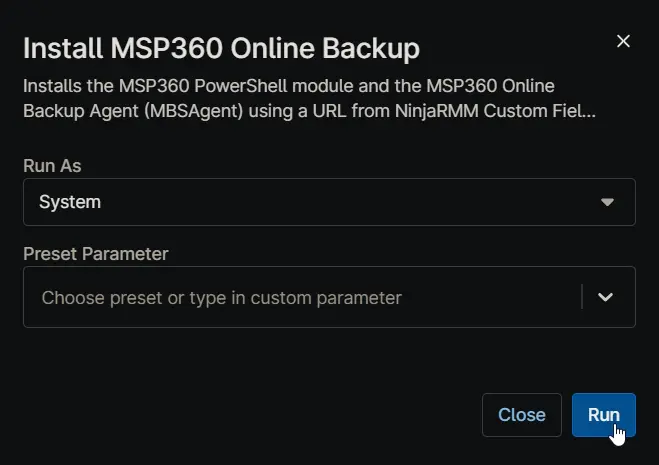 Install MSP360 Online Backup
Installs the MSP360 PowerShell module and the MSP360 Online
Backup Agent (MBSAgent) using a URL from NinjaRMM Custom Fiel...
Run As
System
Preset Parameter
Choose preset or type in custom parameter
Close
Run